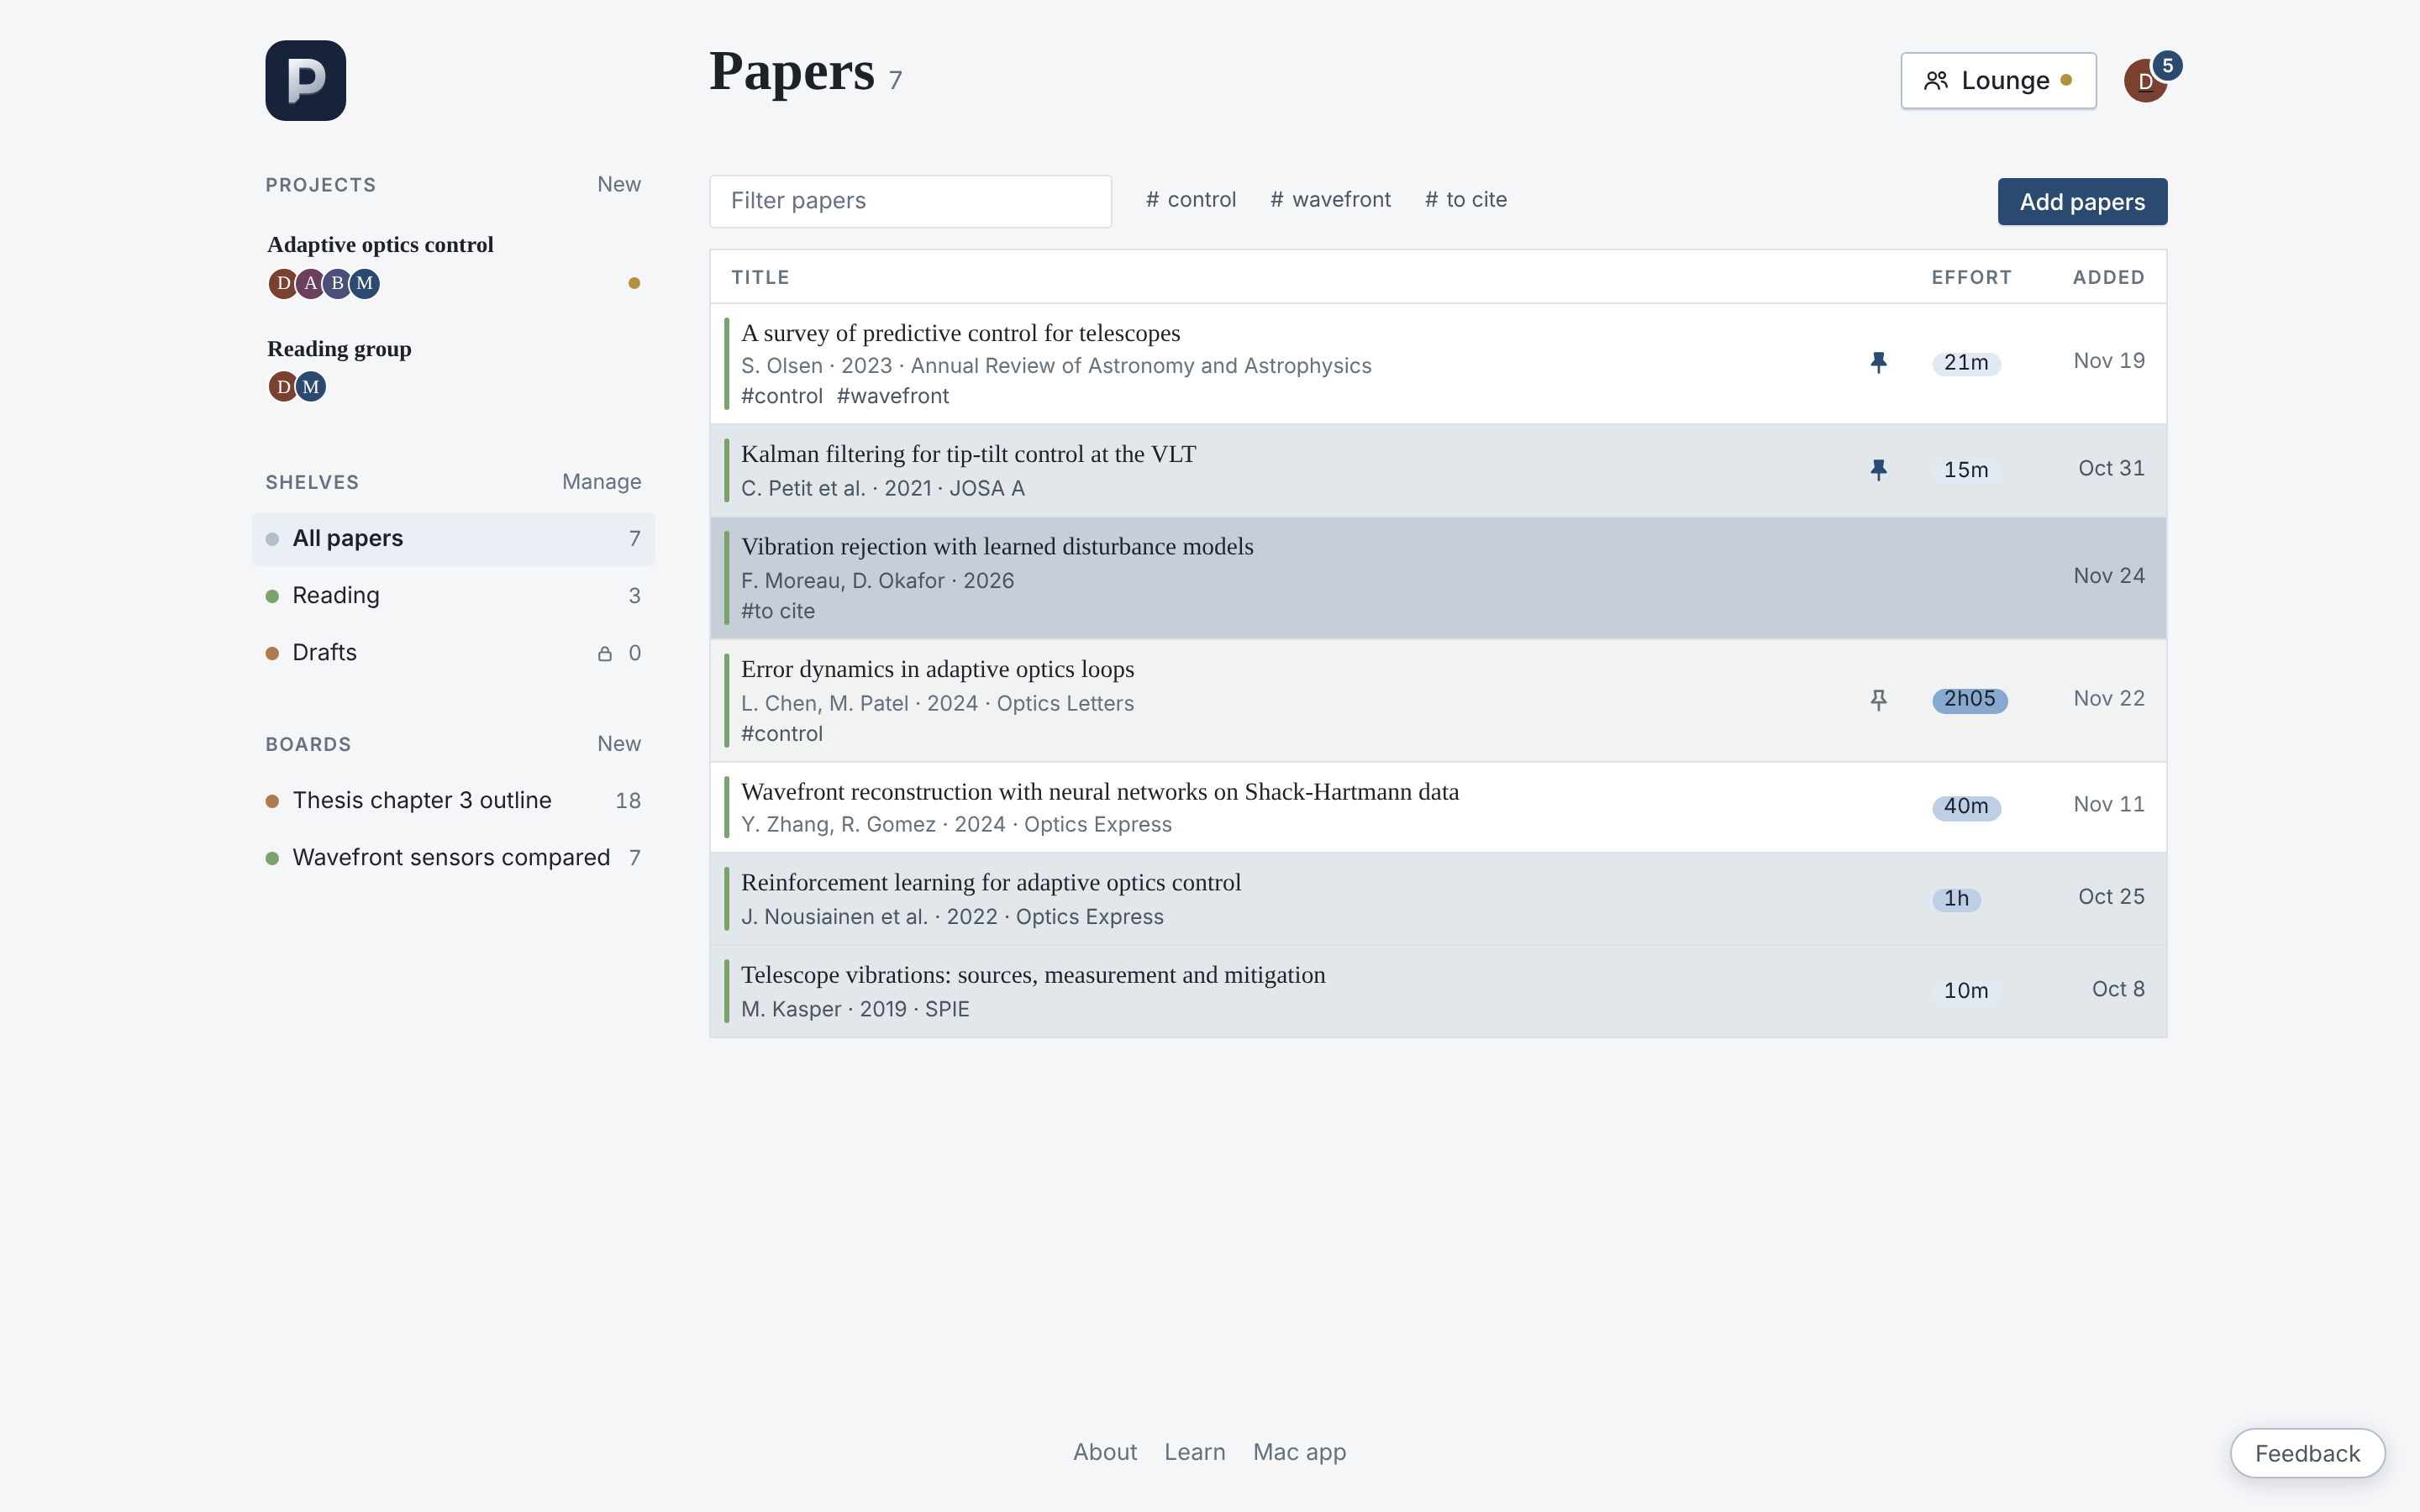 P
Papers 7
Lounge
D
5
PROJECTS New
Adaptive optics control
D A B M
Reading group
D M
SHELVES Manage
All papers 7
Reading 3
Drafts 0
BOARDS New
Thesis chapter 3 outline 18
Wavefront sensors compared 7
Filter papers
# control # wavefront # to cite
Add papers
TITLE EFFORT ADDED
A survey of predictive control for telescopes
S. Olsen · 2023 · Annual Review of Astronomy and Astrophysics
#control #wavefront
21m Nov 19
Kalman filtering for tip-tilt control at the VLT
C. Petit et al. · 2021 · JOSA A
15m Oct 31
Vibration rejection with learned disturbance models
F. Moreau, D. Okafor · 2026
#to cite
Nov 24
Error dynamics in adaptive optics loops
L. Chen, M. Patel · 2024 · Optics Letters
#control
2h05 Nov 22
Wavefront reconstruction with neural networks on Shack-Hartmann data
Y. Zhang, R. Gomez · 2024 · Optics Express
40m Nov 11
Reinforcement learning for adaptive optics control
J. Nousiainen et al. · 2022 · Optics Express
1h Oct 25
Telescope vibrations: sources, measurement and mitigation
M. Kasper · 2019 · SPIE
10m Oct 8
About Learn Mac app
Feedback